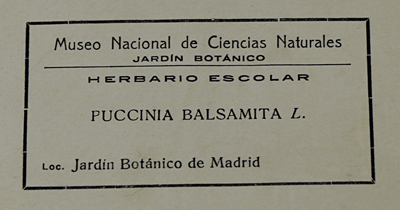 Museo Nacional de Ciencias Naturales
JARDÍN BOTÁNICO
HERBARIO ESCOLAR
PUCCINIA BALSAMITA L.
Loc. Jardín Botánico de Madrid